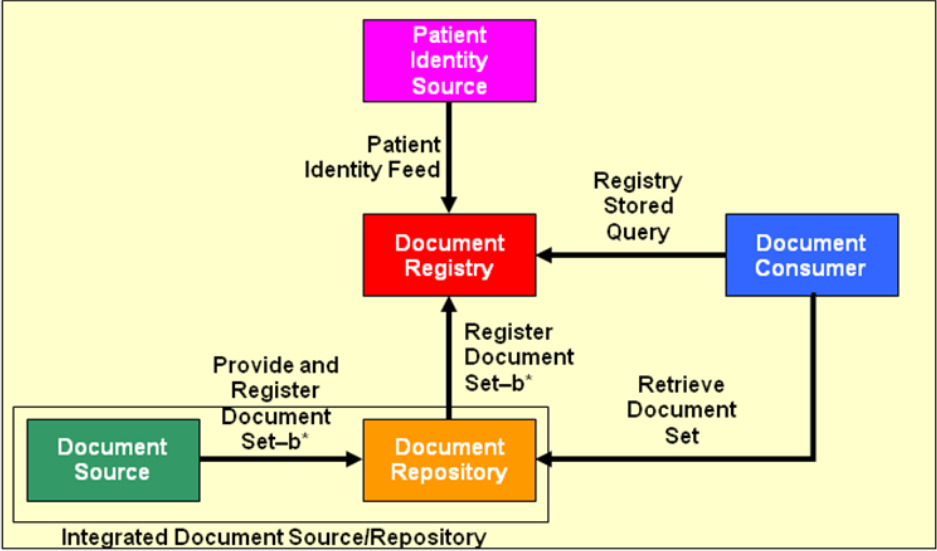 Patient
Identity
Source
Patient
Identity Feed
Registry
Stored
Query
Document
Registry
Document
Consumer
Register
Document
Set–b*
Provide and
Register
Document
Set–b*
Retrieve
Document
Set
Document
Source
Document
Repository
Integrated Document Source/Repository